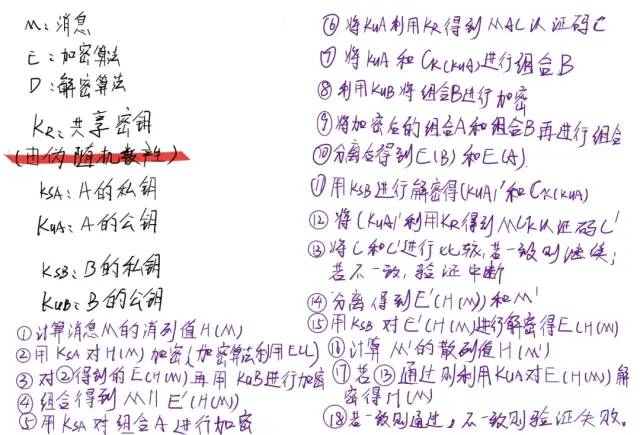 M: 消息
E: 加密算法
D: 解密算法
KR: 共享密钥
(由伪随机数产生)
KSA: A的私钥
KUA: A的公钥
KSB: B的私钥
KUB: B的公钥
①计算消息M的消列值H(M)
②用KSA对H(M)加密(加密算法利用ELL)
③对②得到的E(H(M)再用KUB进行加密
④组合得到M||E'(H(M)
⑤用KSA对组合A进行加密
⑥将KUA利用KR得到MAC认证码C
⑦将KUA和CK(KUA)进行组合B
⑧利用KUB将组合B进行加密
⑨将加密后的组合A和组合B再进行组合
⑩分离后得到E(B)和E(A)
⑪用KSB进行解密得(KUA)'和CK(KUA)
⑫将(KUA)'利用KR得到MAC认证码C'
⑬将C和C'进行比较,若一致则继续;
若不一致,验证中断
⑭分离得到E'(H(M))和M'
⑮用KSB对E'(H(M)进行解密得E(H(M)
⑯计算M'的散列值H(M')
⑰若⑬通过则利用KUA对E(H(M)解
密得H(M)
⑱若一致则通过,不一致则验证失败。